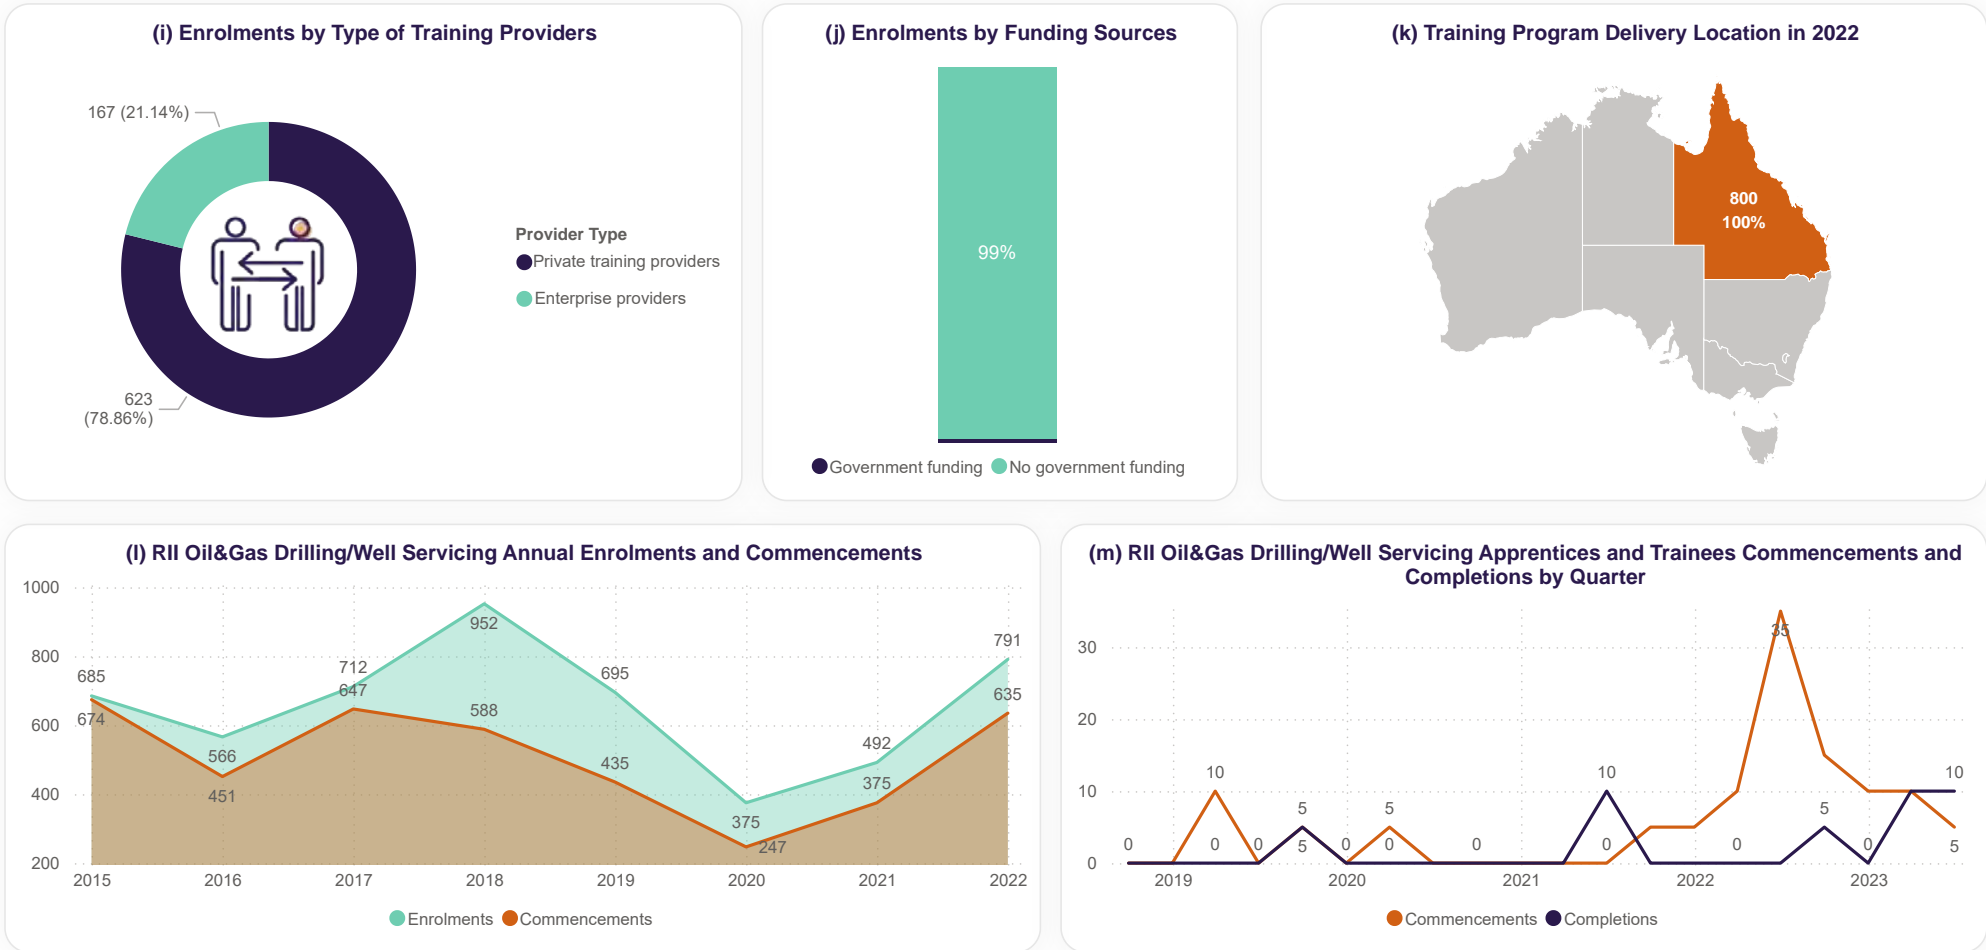 (i) Enrolments by Type of Training Providers
167 (21.14%)
623
(78.86%)
Provider Type
Private training providers
Enterprise providers
(j) Enrolments by Funding Sources
99%
Government funding
No government funding
(k) Training Program Delivery Location in 2022
800
100%
(l) RII Oil&Gas Drilling/Well Servicing Annual Enrolments and Commencements
1000
800
600
400
200
685
674
566
451
712
647
952
588
695
435
375
247
492
375
791
635
2015 2016 2017 2018 2019 2020 2021 2022
Enrolments Commencements
(m) RII Oil&Gas Drilling/Well Servicing Apprentices and Trainees Commencements and
Completions by Quarter
30
20
10
0
35
10 5 5 10 5 10
0 0 0 5 0 0 0 0 0 0 5
2019 2020 2021 2022 2023
Commencements Completions